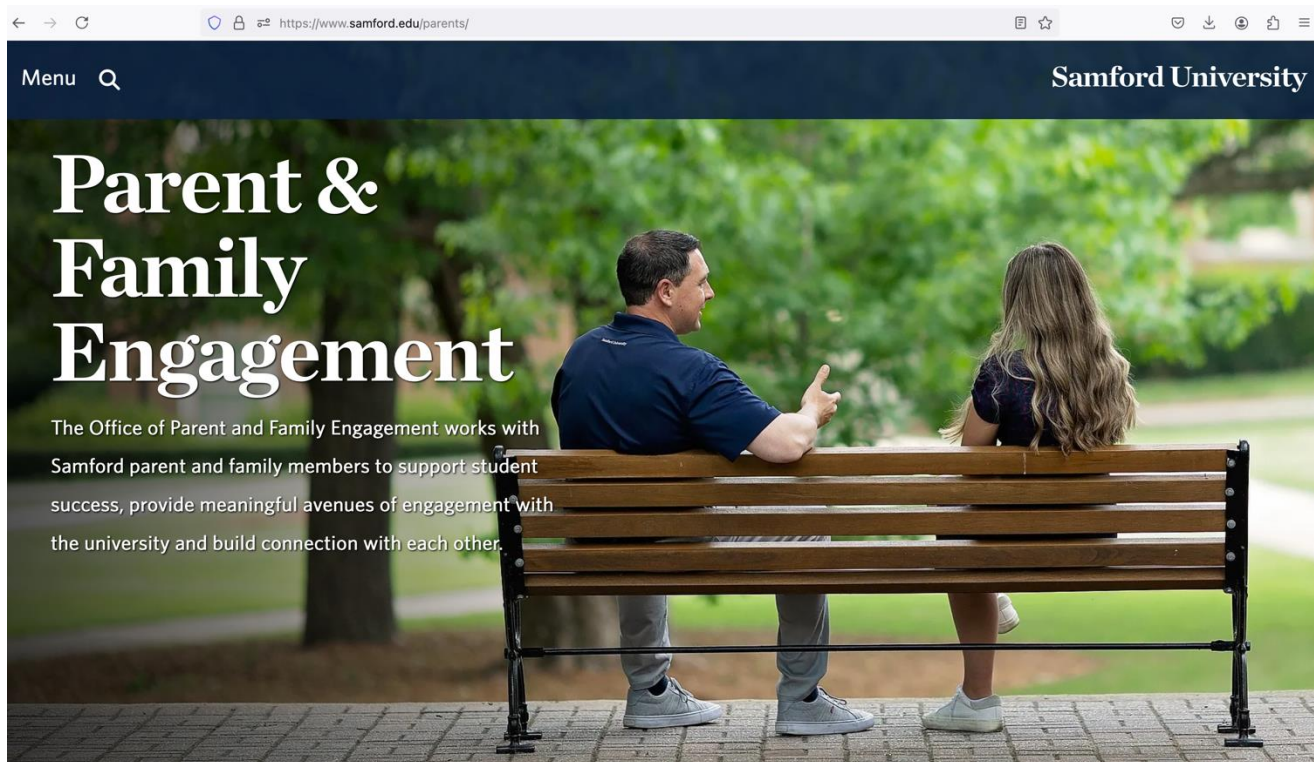 https://www.samford.edu/parents/
Menu
Samford University
Parent &
Family
Engagement
The Office of Parent and Family Engagement works with
Samford parent and family members to support student
success, provide meaningful avenues of engagement with
the university and build connection with each other.